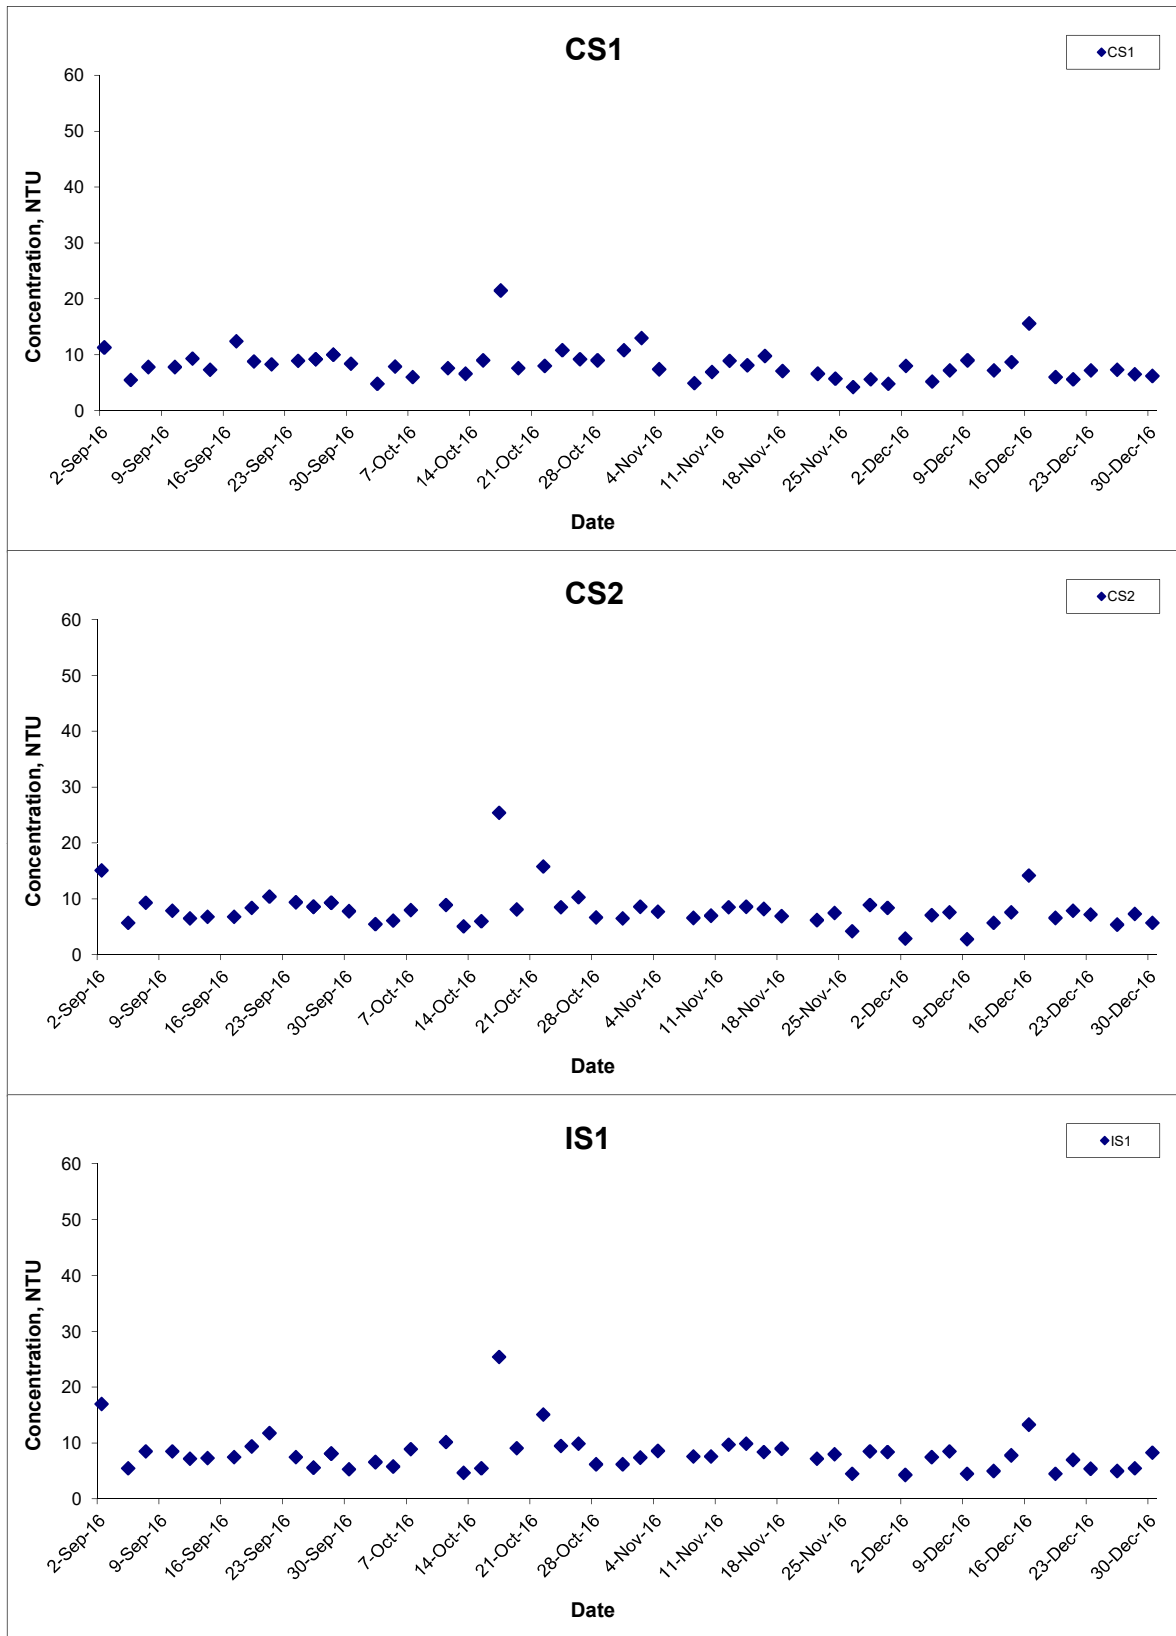 CS1
CS1
60
50
40
30
20
10
0
Concentration, NTU
2-Sep-16
9-Sep-16
16-Sep-16
23-Sep-16
30-Sep-16
7-Oct-16
14-Oct-16
21-Oct-16
28-Oct-16
4-Nov-16
11-Nov-16
18-Nov-16
25-Nov-16
2-Dec-16
9-Dec-16
16-Dec-16
23-Dec-16
30-Dec-16
Date
CS2
CS2
60
50
40
30
20
10
0
Concentration, NTU
2-Sep-16
9-Sep-16
16-Sep-16
23-Sep-16
30-Sep-16
7-Oct-16
14-Oct-16
21-Oct-16
28-Oct-16
4-Nov-16
11-Nov-16
18-Nov-16
25-Nov-16
2-Dec-16
9-Dec-16
16-Dec-16
23-Dec-16
30-Dec-16
Date
IS1
IS1
60
50
40
30
20
10
0
Concentration, NTU
2-Sep-16
9-Sep-16
16-Sep-16
23-Sep-16
30-Sep-16
7-Oct-16
14-Oct-16
21-Oct-16
28-Oct-16
4-Nov-16
11-Nov-16
18-Nov-16
25-Nov-16
2-Dec-16
9-Dec-16
16-Dec-16
23-Dec-16
30-Dec-16
Date